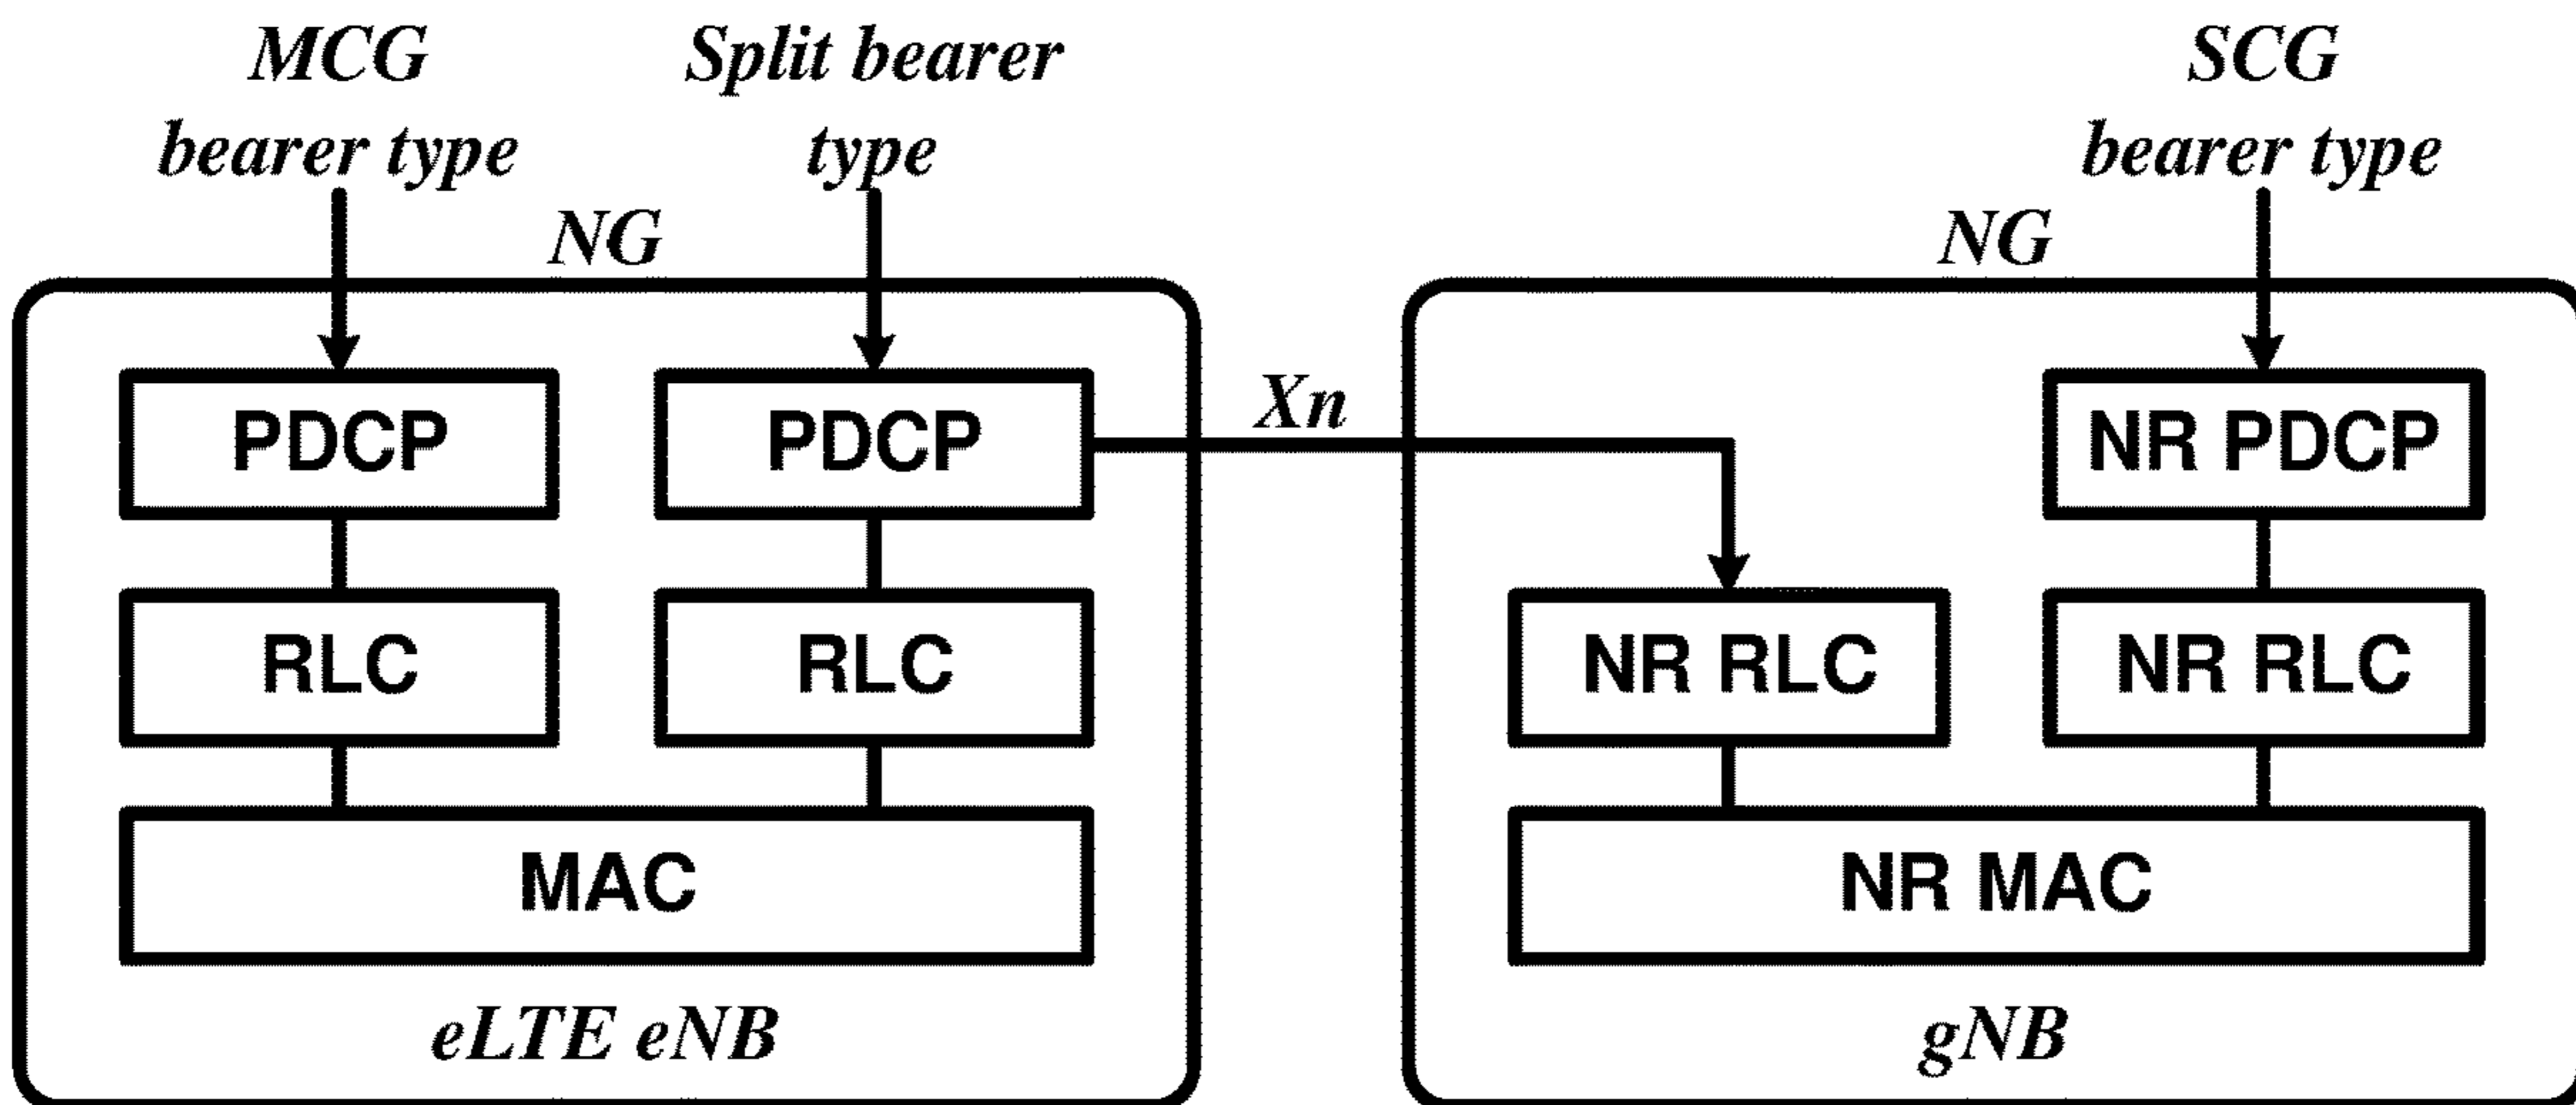 MCG
bearer type
Split bearer
type
SCG
bearer type
NG
NG
PDCP
PDCP
Xn
NR PDCP
RLC
RLC
NR RLC
NR RLC
MAC
NR MAC
eLTE eNB
gNB